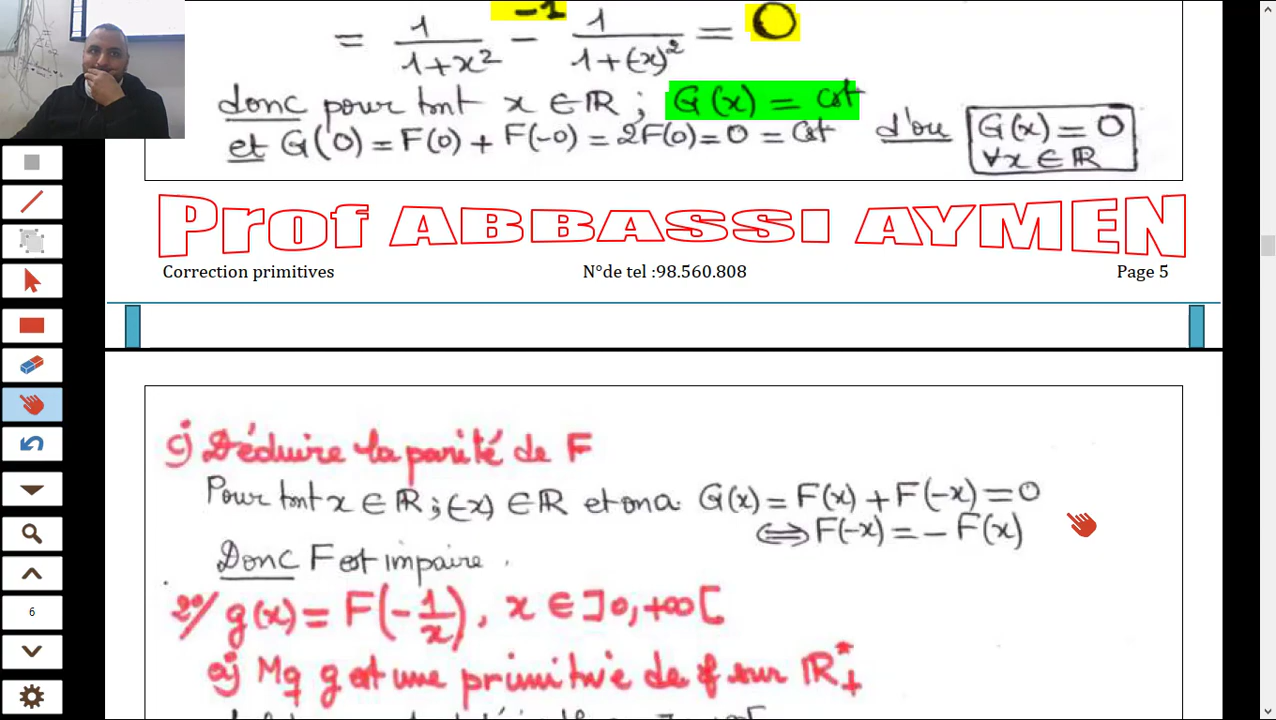 -1
= 1/(1+x²) - 1/(1+(-x)²) = 0
donc pour tout x ∈ ℝ ; G(x) = cst
et G(0) = F(0) + F(-0) = 2F(0) = 0 = Cst d'ou G(x) = 0
∀x ∈ ℝ
Prof ABBASSI AYMEN
Correction primitives N°de tel :98.560.808 Page 5
c) Déduire la parité de F
Pour tout x ∈ ℝ ; (-x) ∈ ℝ et on a: G(x) = F(x) + F(-x) = 0
⟺ F(-x) = - F(x)
Donc F est impaire.
2°/ g(x) = F(-1/x), x ∈ ]0, +∞[
a) Mq g est une primitive de f sur ℝ*₊
6